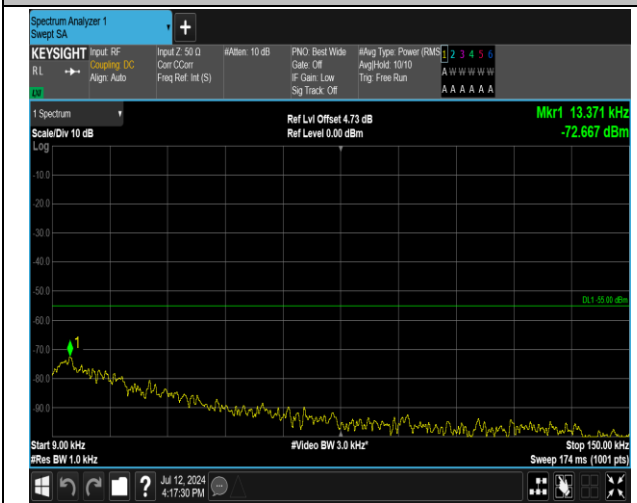 Spectrum Analyzer 1
Swept SA
+
KEYSIGHT
RL
Input: RF
Coupling: DC
Align: Auto
Input Z: 50 Ω
Corr CCorr
Freq Ref: Int (S)
#Atten: 10 dB
PNO: Best Wide
Gate: Off
IF Gain: Low
Sig Track: Off
#Avg Type: Power (RMS
Avg|Hold: 10/10
Trig: Free Run
1 2 3 4 5 6
A W W W W W
A A A A A A
1 Spectrum
Scale/Div 10 dB
Ref Lvl Offset 4.73 dB
Ref Level 0.00 dBm
Mkr1 13.371 kHz
-72.667 dBm
Log
-10.0
-20.0
-30.0
-40.0
-50.0
DL1 -55.00 dBm
-60.0
-70.0
1
-80.0
-90.0
Start 9.00 kHz
#Video BW 3.0 kHz*
Stop 150.00 kHz
#Res BW 1.0 kHz
Sweep 174 ms (1001 pts)
?
Jul 12, 2024
4:17:30 PM